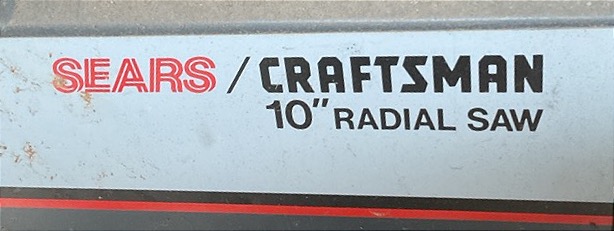 SEARS / CRAFTSMAN
10" RADIAL SAW